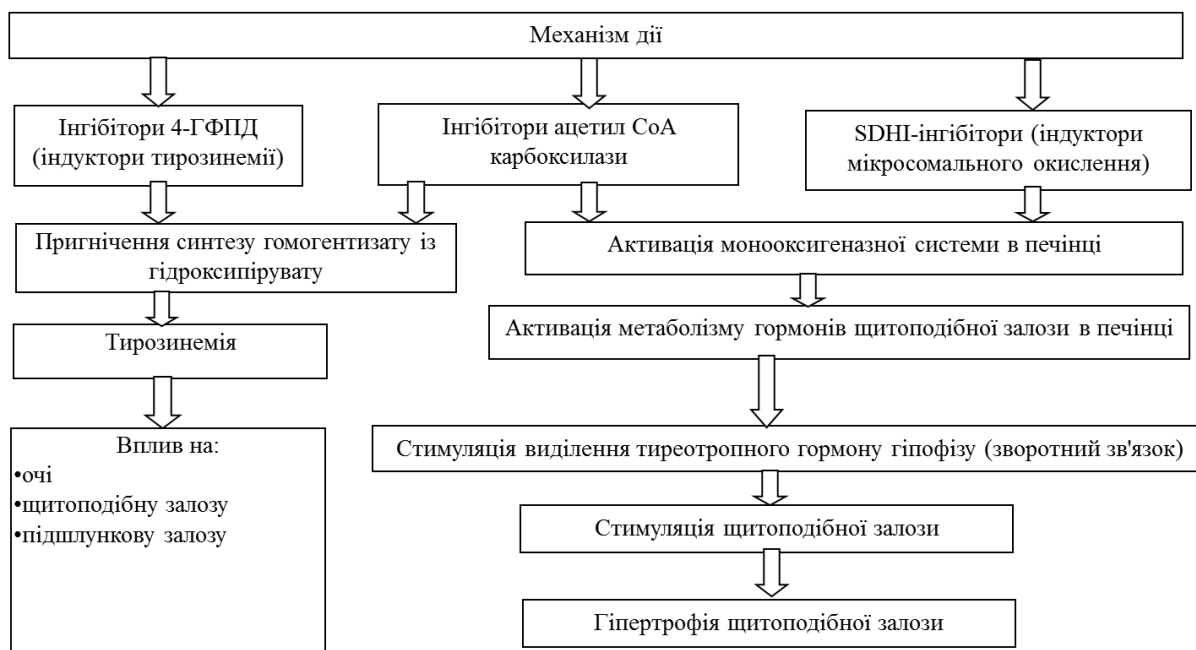 Механізм дії
Інгібітори 4-ГФПД
(індуктори тирозинемії)
Інгібітори ацетил СоА
карбоксилази
SDHI-інгібітори (індуктори
мікросомального окислення)
Пригнічення синтезу гомогентизату із
гідроксипірувату
Активація монооксигеназної системи в печінці
Тирозинемія
Активація метаболізму гормонів щитоподібної залози в печінці
Вплив на:
•очі
•щитоподібну залозу
•підшлункову залозу
Стимуляція виділення тиреотропного гормону гіпофізу (зворотний зв'язок)
Стимуляція щитоподібної залози
Гіпертрофія щитоподібної залози